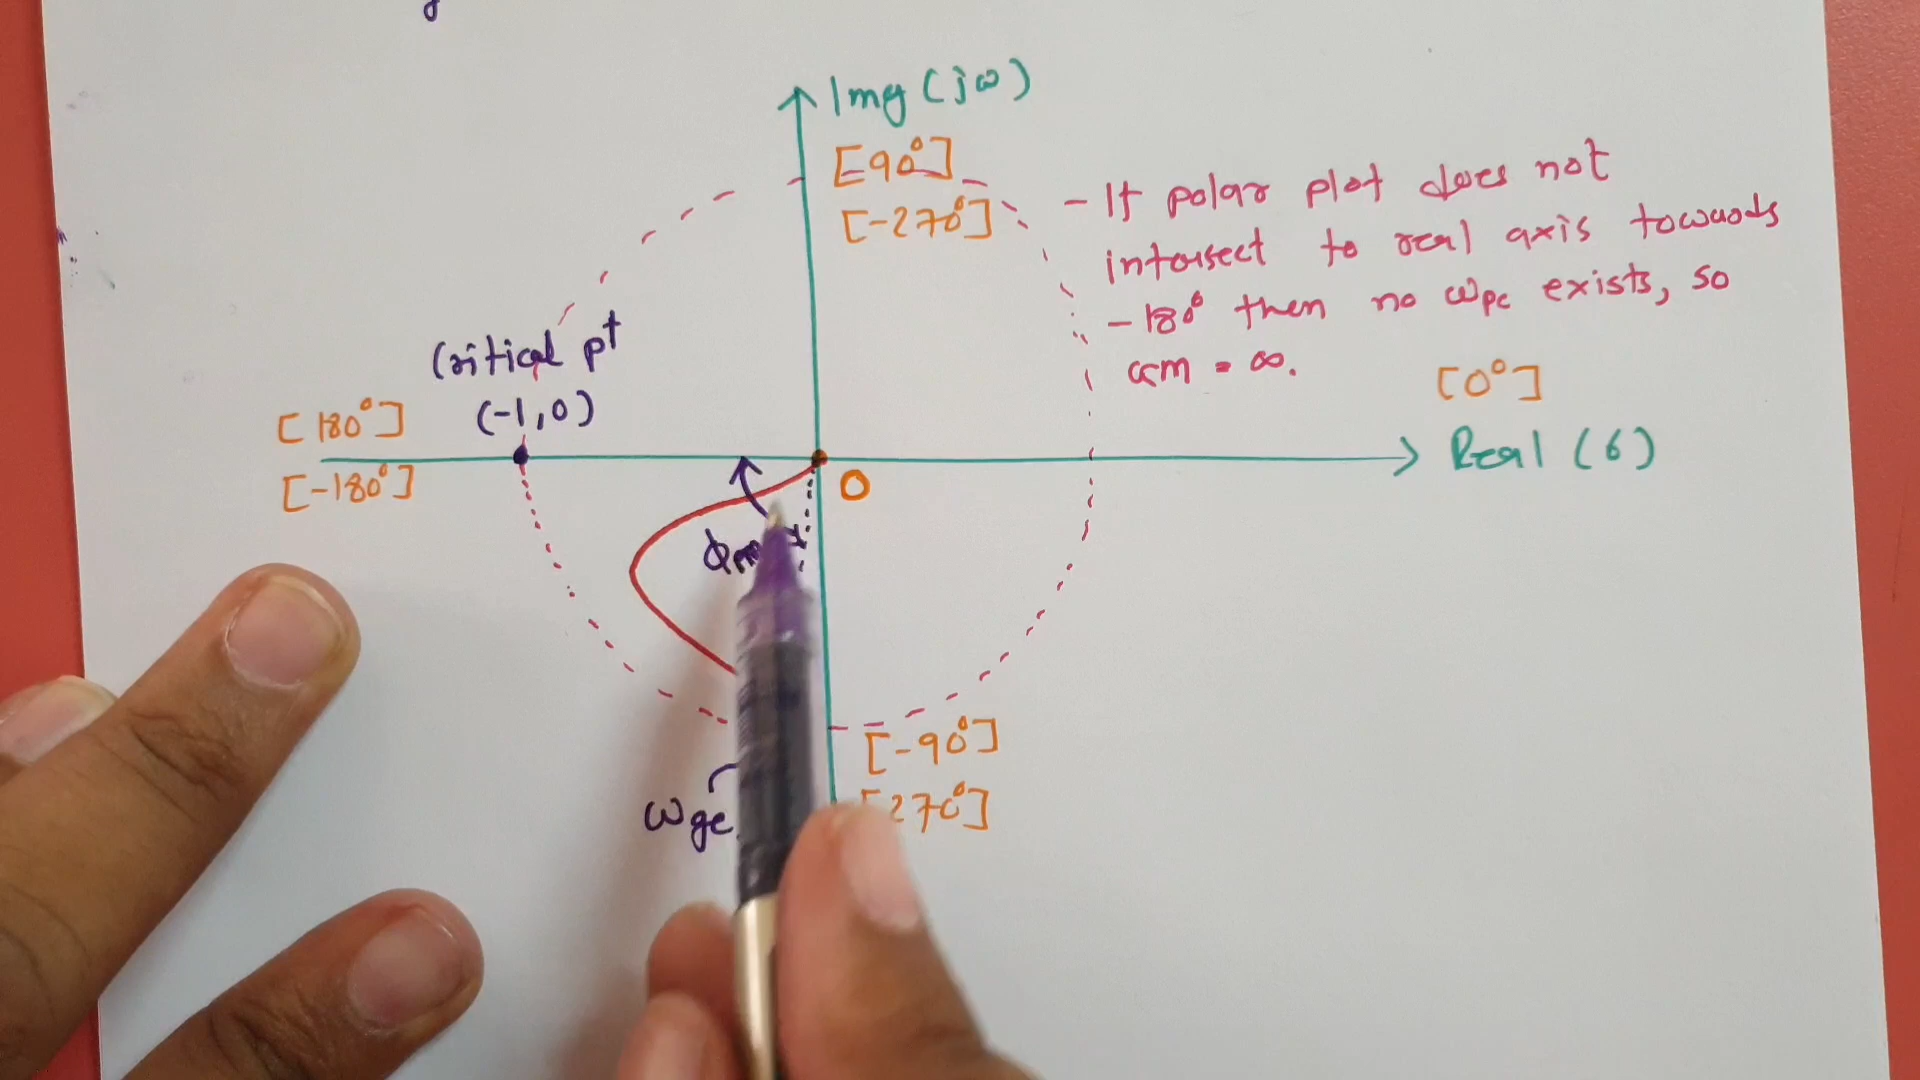 Img (jω)
[90°]
[-270°]
- If polar plot does not
intersect to real axis towards
-180° then no ωpc exists, so
GM = ∞.
[0°]
Real (6)
Critical pt
(-1,0)
[180°]
[-180°]
O
ωgc
[-90°]
270°]